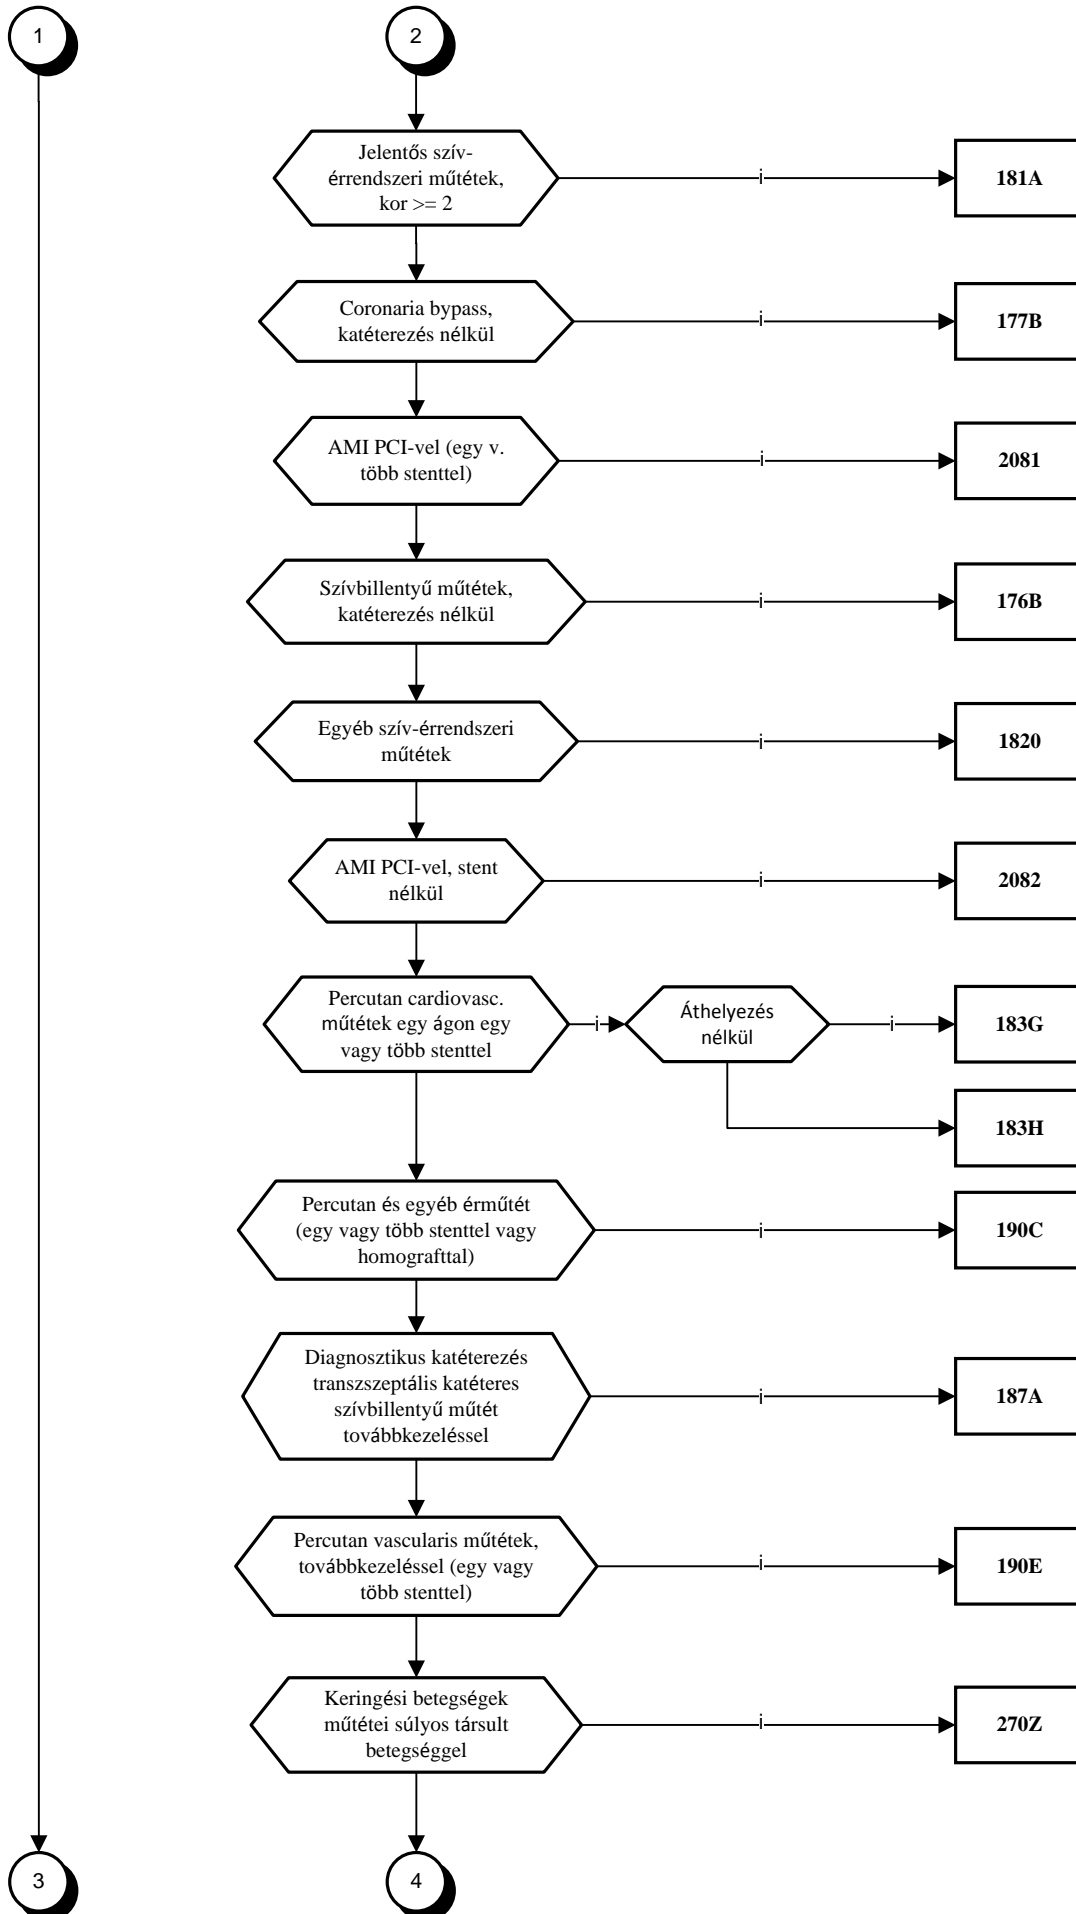 1
2
Jelentős szív-
érrendszeri műtétek,
kor >= 2
i
181A
Coronaria bypass,
katéterezés nélkül
i
177B
AMI PCI-vel (egy v.
több stenttel)
i
2081
Szívbillentyű műtétek,
katéterezés nélkül
i
176B
Egyéb szív-érrendszeri
műtétek
i
1820
AMI PCI-vel, stent
nélkül
i
2082
Percutan cardiovasc.
műtétek egy ágon egy
vagy több stenttel
i
Áthelyezés
nélkül
i
183G
183H
Percutan és egyéb érműtét
(egy vagy több stenttel vagy
homografttal)
i
190C
Diagnosztikus katéterezés
transzszeptális katéteres
szívbillentyű műtét
továbbkezeléssel
i
187A
Percutan vascularis műtétek,
továbbkezeléssel (egy vagy
több stenttel)
i
190E
Keringési betegségek
műtétei súlyos társult
betegséggel
i
270Z
3
4